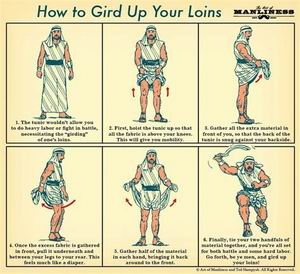 How to Gird Up Your Loins
The Art of
MANLINESS
1. The tunic wouldn't allow you
to do heavy labor or fight in battle,
necessitating the "girding"
of one's loins.
2. First, hoist the tunic up so that
all the fabric is above your knees.
This will give you mobility.
3. Gather all the extra material in
front of you, so that the back of the
tunic is snug against your backside.
4. Once the excess fabric is gathered
in front, pull it underneath and
between your legs to your rear. This
feels much like a diaper.
5. Gather half of the material
in each hand, bringing it back
around to the front.
6. Finally, tie your two handfuls of
material together, and you're all set
for both battle and some hard labor.
Go forth, be ye men, and gird up
your loins!
© Art of Manliness and Ted Slampyak. All Rights Reserved.